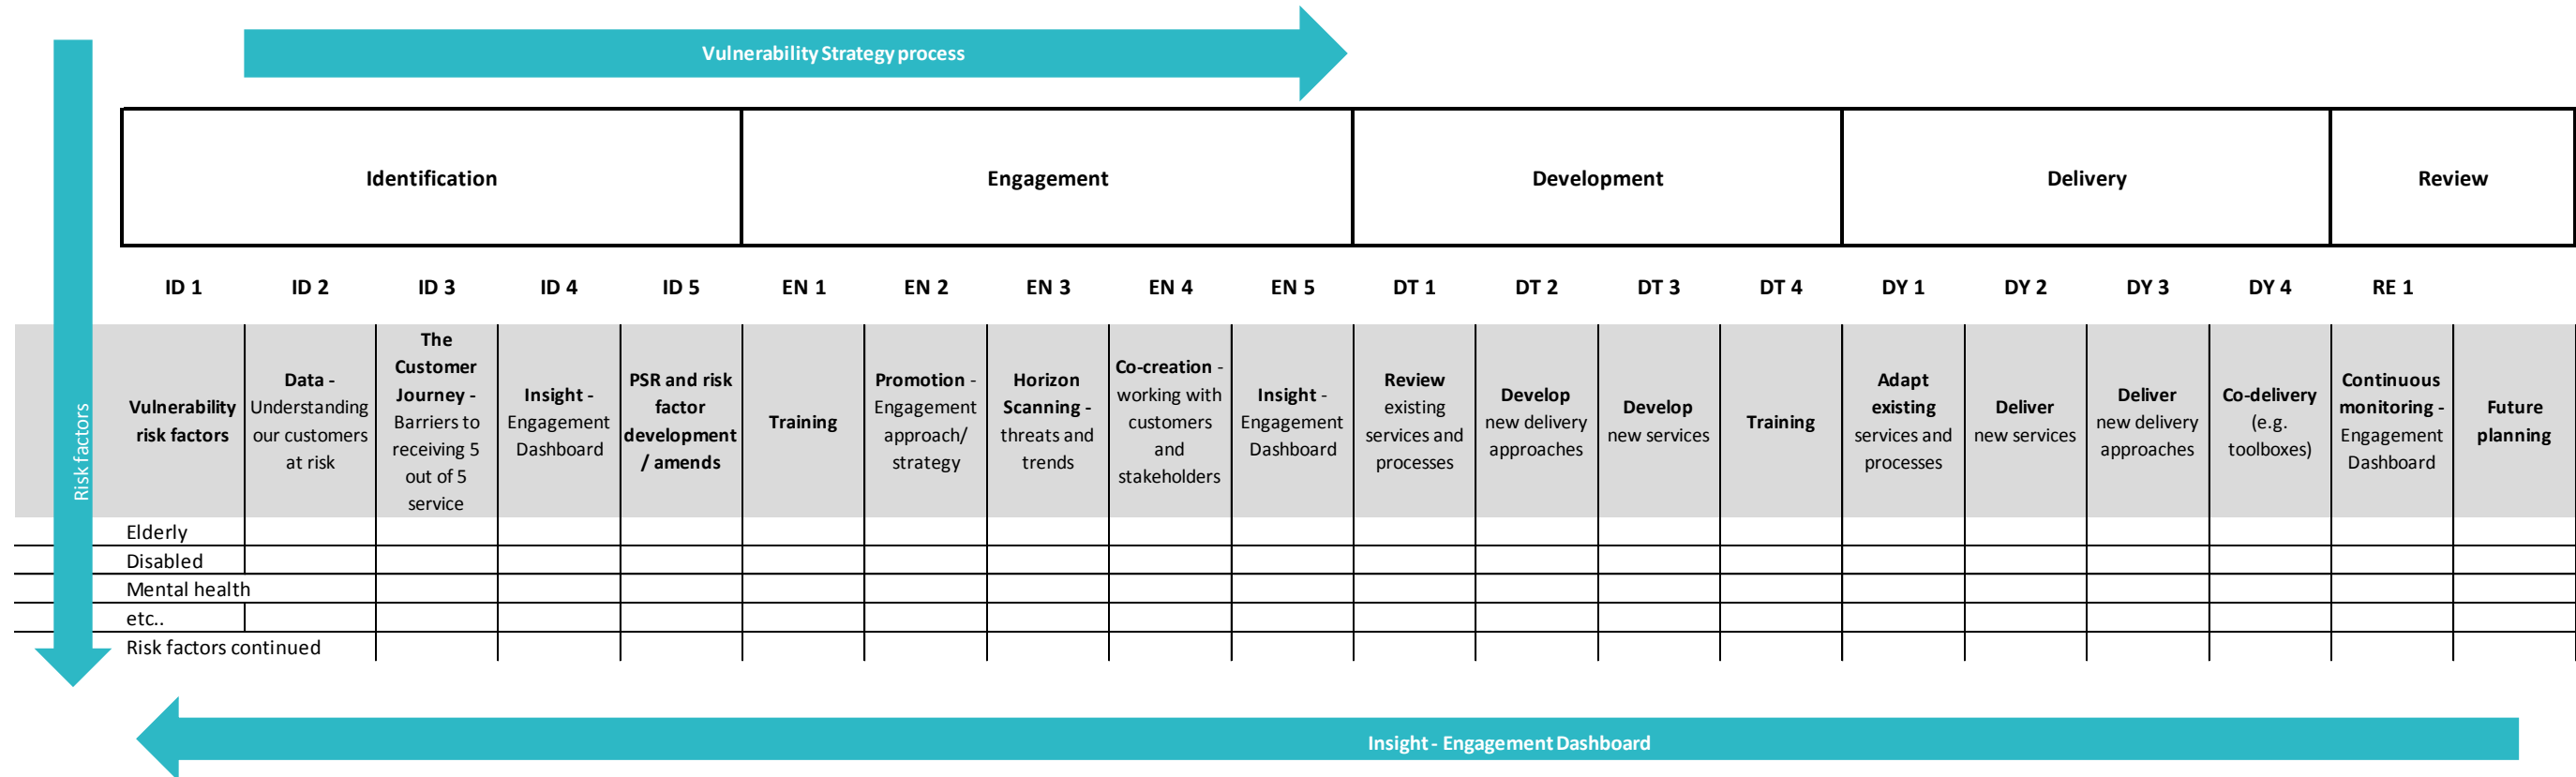 Vulnerability Strategy process
Identification
Engagement
Development
Delivery
Review
ID 1
ID 2
ID 3
ID 4
ID 5
EN 1
EN 2
EN 3
EN 4
EN 5
DT 1
DT 2
DT 3
DT 4
DY 1
DY 2
DY 3
DY 4
RE 1
Risk factors
Vulnerability
risk factors
Data -
Understanding
our customers
at risk
The
Customer
Journey -
Barriers to
receiving 5
out of 5
service
Insight -
Engagement
Dashboard
PSR and risk
factor
development
/ amends
Training
Promotion -
Engagement
approach/
strategy
Horizon
Scanning -
threats and
trends
Co-creation -
working with
customers
and
stakeholders
Insight -
Engagement
Dashboard
Review
existing
services and
processes
Develop
new delivery
approaches
Develop
new services
Training
Adapt
existing
services and
processes
Deliver
new services
Deliver
new delivery
approaches
Co-delivery
(e.g.
toolboxes)
Continuous
monitoring -
Engagement
Dashboard
Future
planning
Elderly
Disabled
Mental health
etc..
Risk factors continued
Insight - Engagement Dashboard